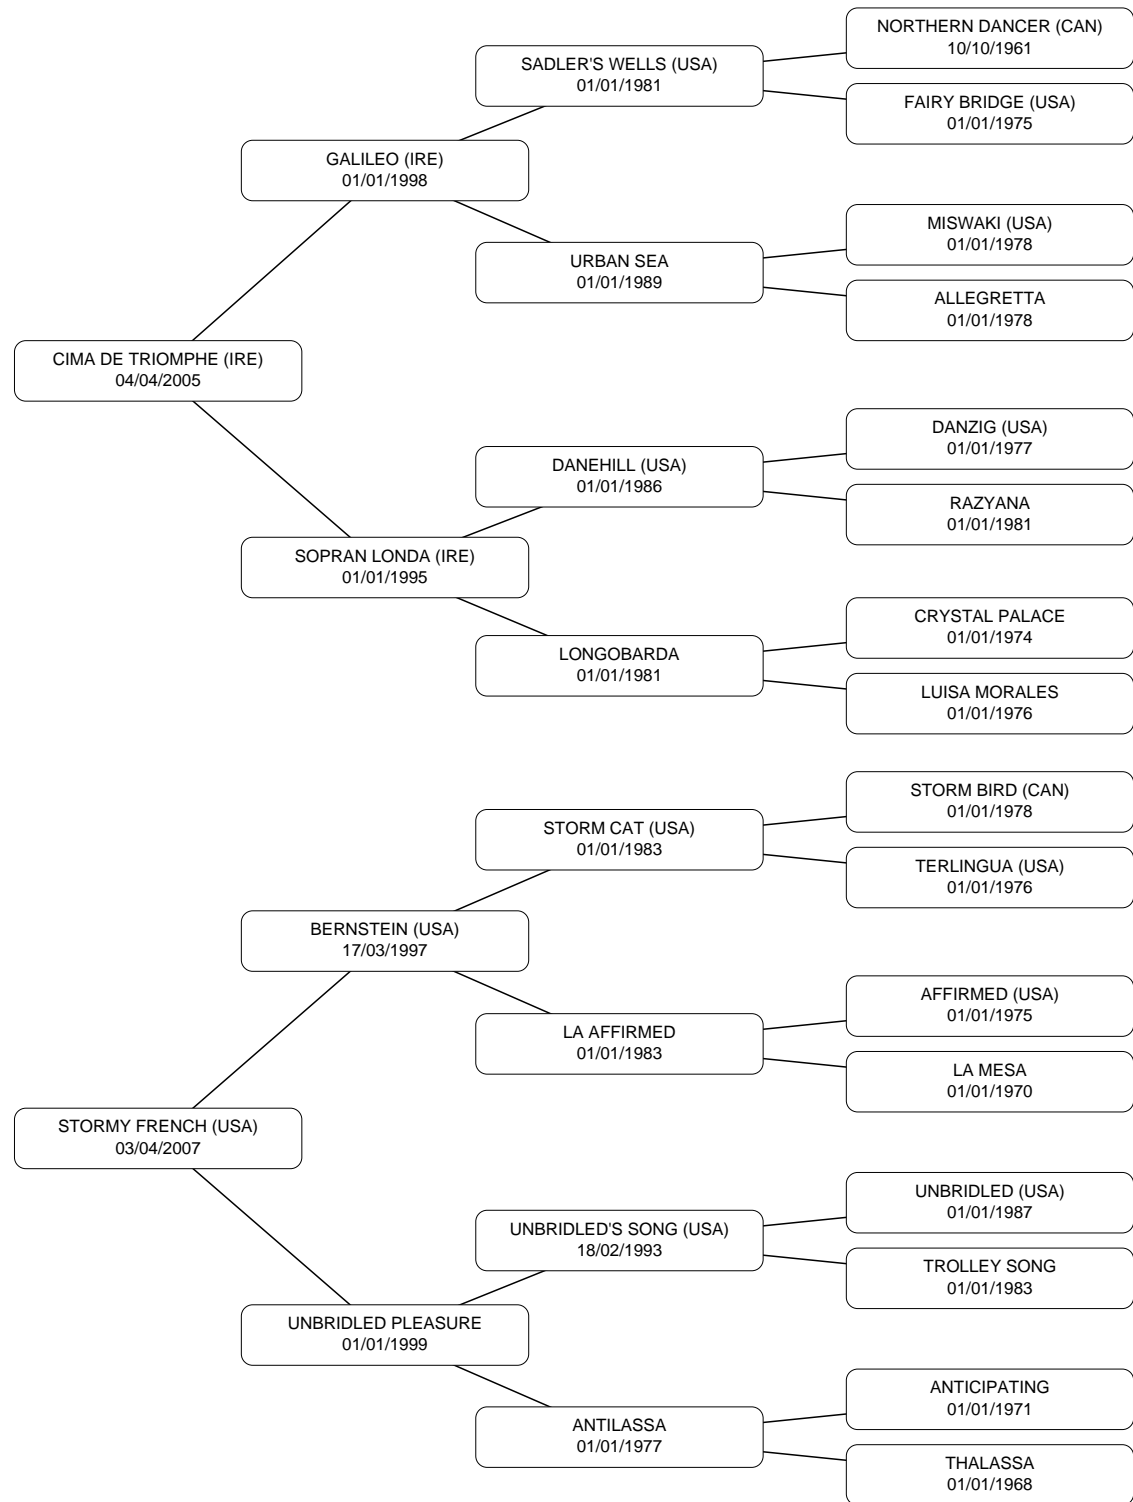 NORTHERN DANCER (CAN)
10/10/1961
SADLER'S WELLS (USA)
01/01/1981
FAIRY BRIDGE (USA)
01/01/1975
GALILEO (IRE)
01/01/1998
MISWAKI (USA)
01/01/1978
URBAN SEA
01/01/1989
ALLEGRETTA
01/01/1978
CIMA DE TRIOMPHE (IRE)
04/04/2005
DANZIG (USA)
01/01/1977
DANEHILL (USA)
01/01/1986
RAZYANA
01/01/1981
SOPRAN LONDA (IRE)
01/01/1995
CRYSTAL PALACE
01/01/1974
LONGOBARDA
01/01/1981
LUISA MORALES
01/01/1976
STORM BIRD (CAN)
01/01/1978
STORM CAT (USA)
01/01/1983
TERLINGUA (USA)
01/01/1976
BERNSTEIN (USA)
17/03/1997
AFFIRMED (USA)
01/01/1975
LA AFFIRMED
01/01/1983
LA MESA
01/01/1970
STORMY FRENCH (USA)
03/04/2007
UNBRIDLED (USA)
01/01/1987
UNBRIDLED'S SONG (USA)
18/02/1993
TROLLEY SONG
01/01/1983
UNBRIDLED PLEASURE
01/01/1999
ANTICIPATING
01/01/1971
ANTILASSA
01/01/1977
THALASSA
01/01/1968